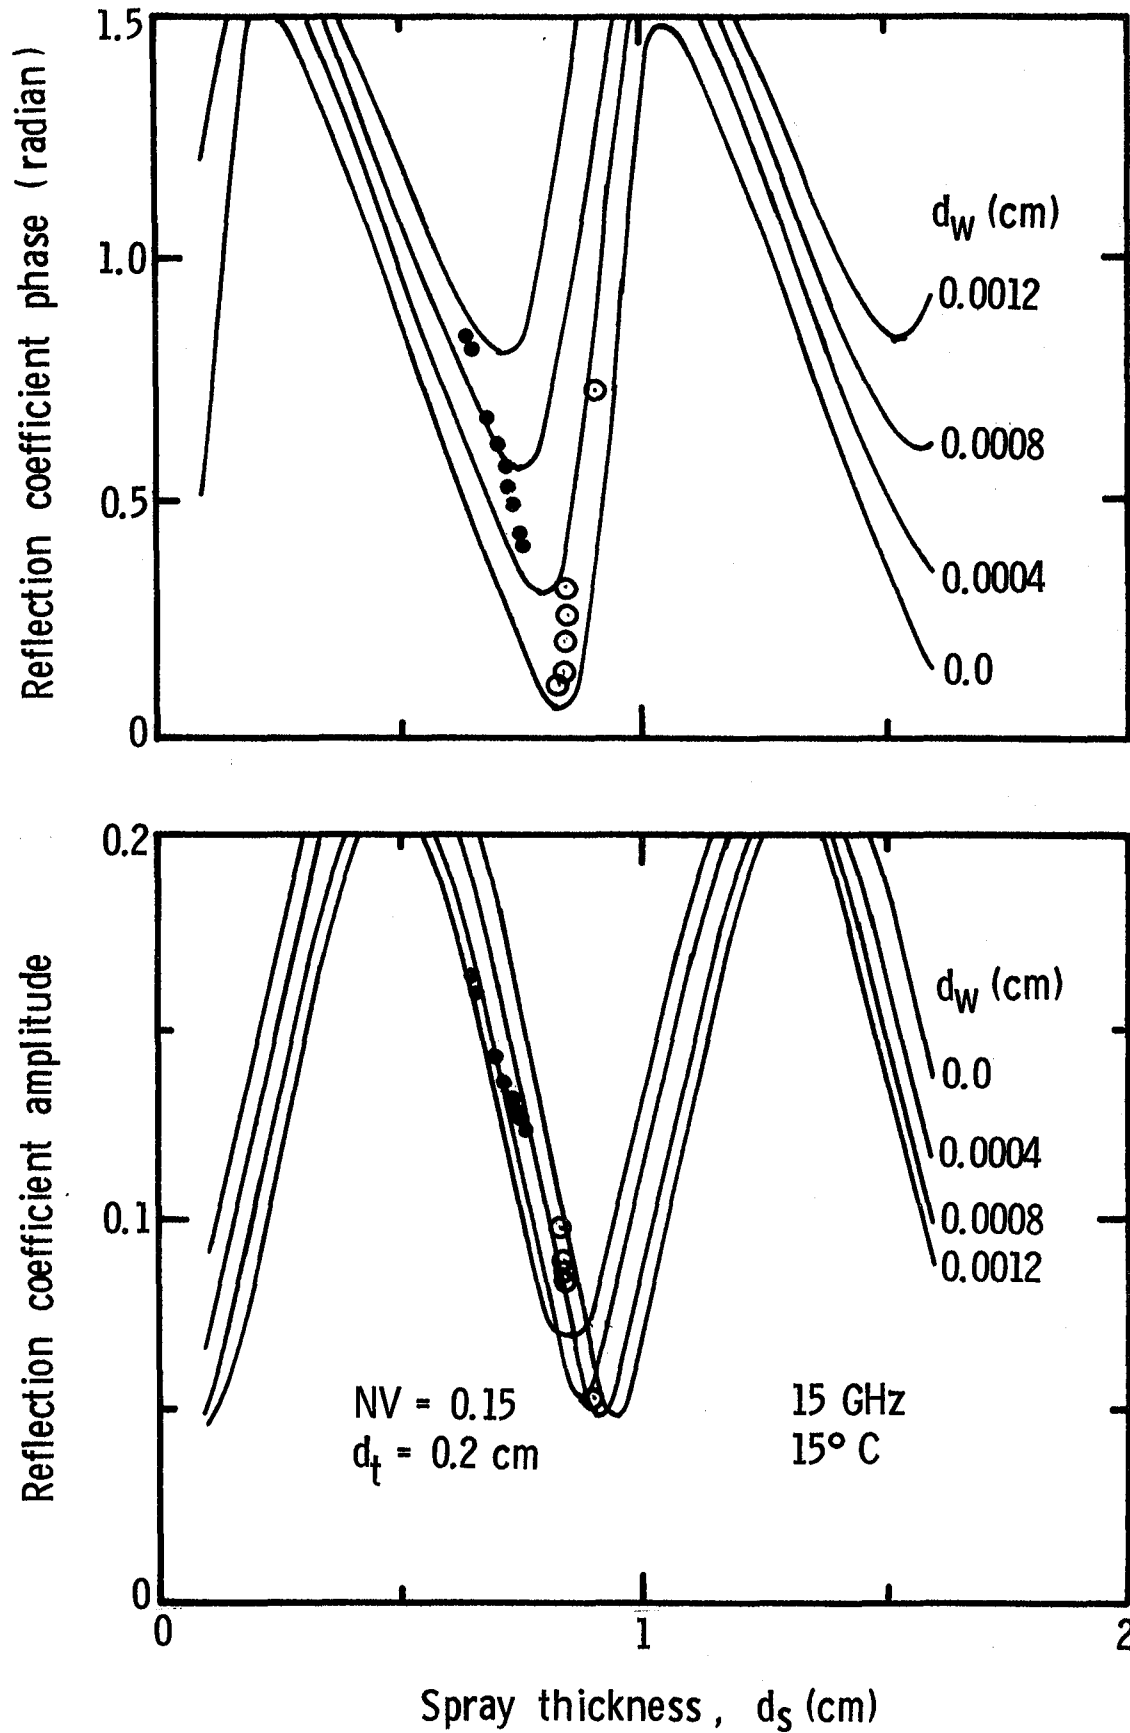 Reflection coefficient phase (radian)
1.5
1.0
0.5
0
d_w (cm)
0.0012
0.0008
0.0004
0.0
Reflection coefficient amplitude
0.2
0.1
0
d_w (cm)
0.0
0.0004
0.0008
0.0012
NV = 0.15
d_t = 0.2 cm
15 GHz
15° C
0 1 2
Spray thickness, d_s (cm)